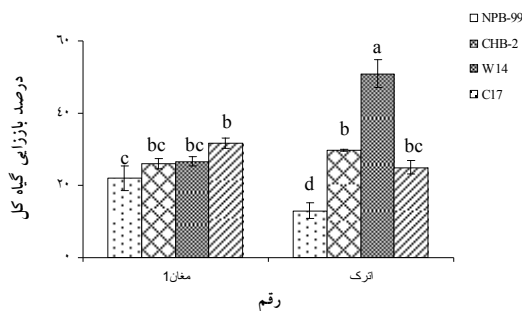 NPB-99
CHB-2
W14
C17
درصد باززایی گیاه کل
۶۰
۴۰
۲۰
۰
c
bc
bc
b
d
b
a
bc
مغان1
اترک
رقم